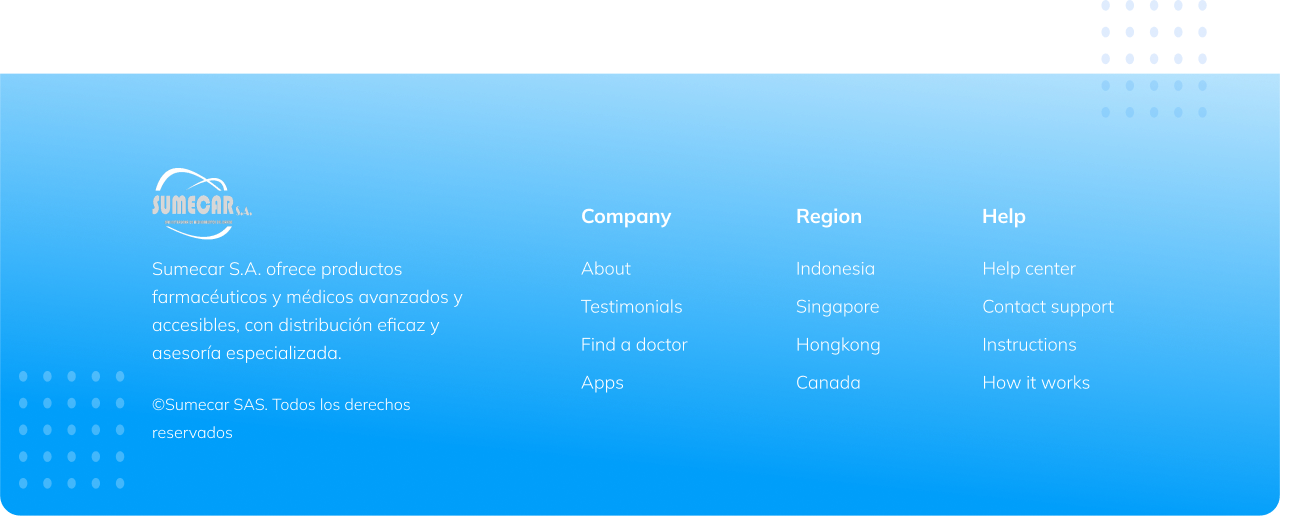 SUMECAR S.A.
Sumecar S.A. ofrece productos
farmacéuticos y médicos avanzados y
accesibles, con distribución eficaz y
asesoría especializada.
©Sumecar SAS. Todos los derechos
reservados
Company
About
Testimonials
Find a doctor
Apps
Region
Indonesia
Singapore
Hongkong
Canada
Help
Help center
Contact support
Instructions
How it works